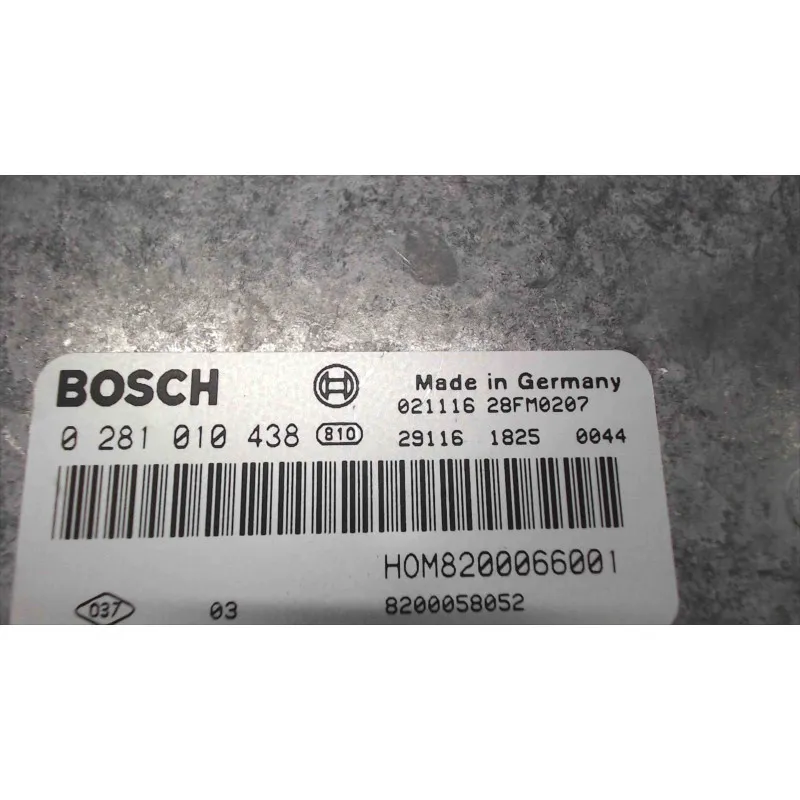 BOSCH
Made in Germany
021116 28FM0207
0 281 010 438 810
29116 1825 0044
HOM8200066001
037 03 8200058052